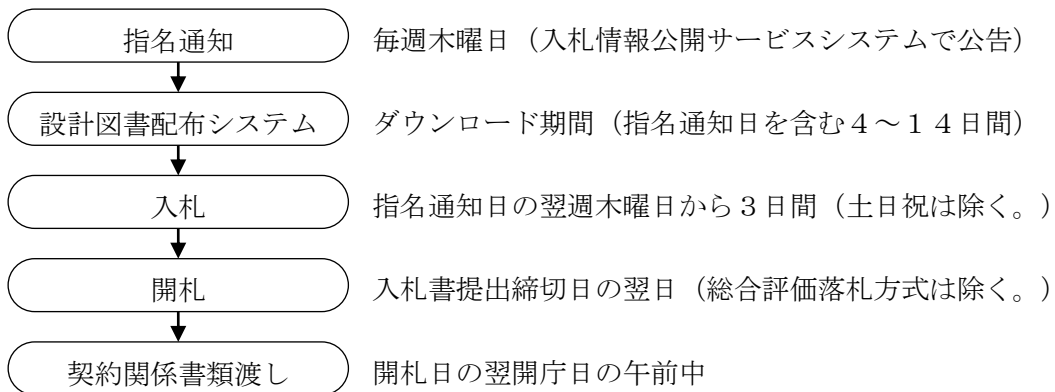 指名通知 毎週木曜日（入札情報公開サービスシステムで公告）
設計図書配布システム ダウンロード期間（指名通知日を含む４～１４日間）
入札 指名通知日の翌週木曜日から３日間（土日祝は除く。）
開札 入札書提出締切日の翌日（総合評価落札方式は除く。）
契約関係書類渡し 開札日の翌開庁日の午前中